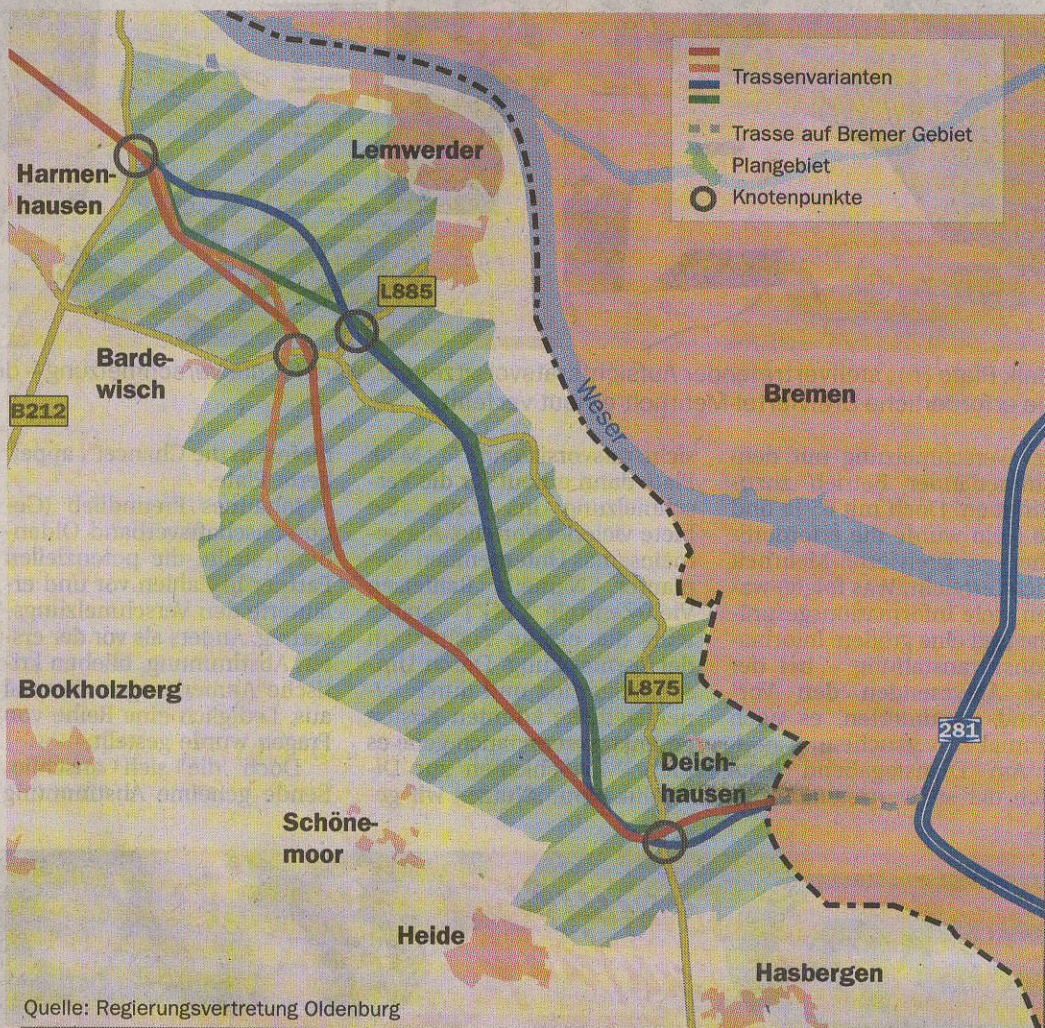 Trassenvarianten
Trasse auf Bremer Gebiet
Plangebiet
Knotenpunkte
Lemwerder
Harmen-
hausen
L885
Barde-
wisch
B212
Weser
Bremen
Bookholzberg
L875
281
Deich-
hausen
Schöne-
moor
Heide
Hasbergen
Quelle: Regierungsvertretung Oldenburg